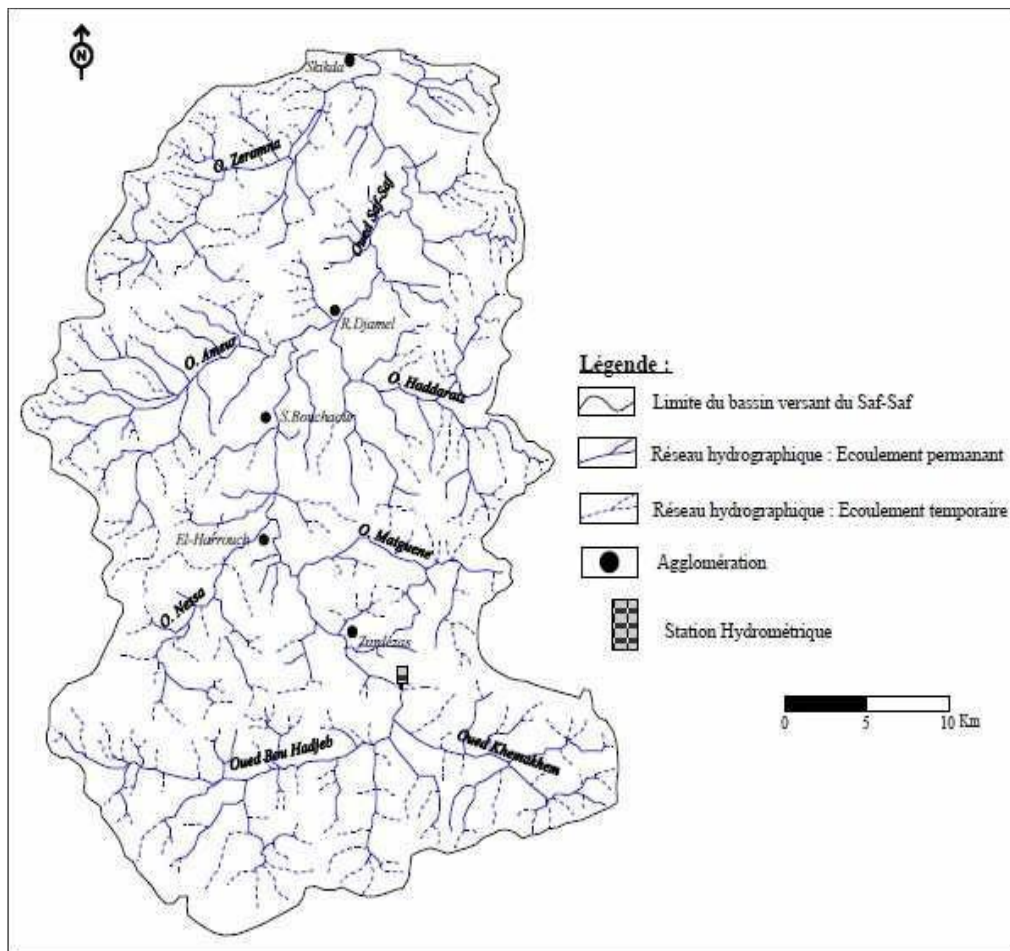 N
Skikda
O. Zeramna
Oued Saf-Saf
R.Djamel
O. Ameur
O. Haddaratz
S.Bouchaour
O. Maiguene
El-Harrouch
O. Nessa
Zardézas
Oued Bou Hadjeb
Oued Khemakhem
Légende :
Limite du bassin versant du Saf-Saf
Réseau hydrographique : Ecoulement permanant
Réseau hydrographique : Ecoulement temporaire
Agglomération
Station Hydrométrique
0 5 10 Km